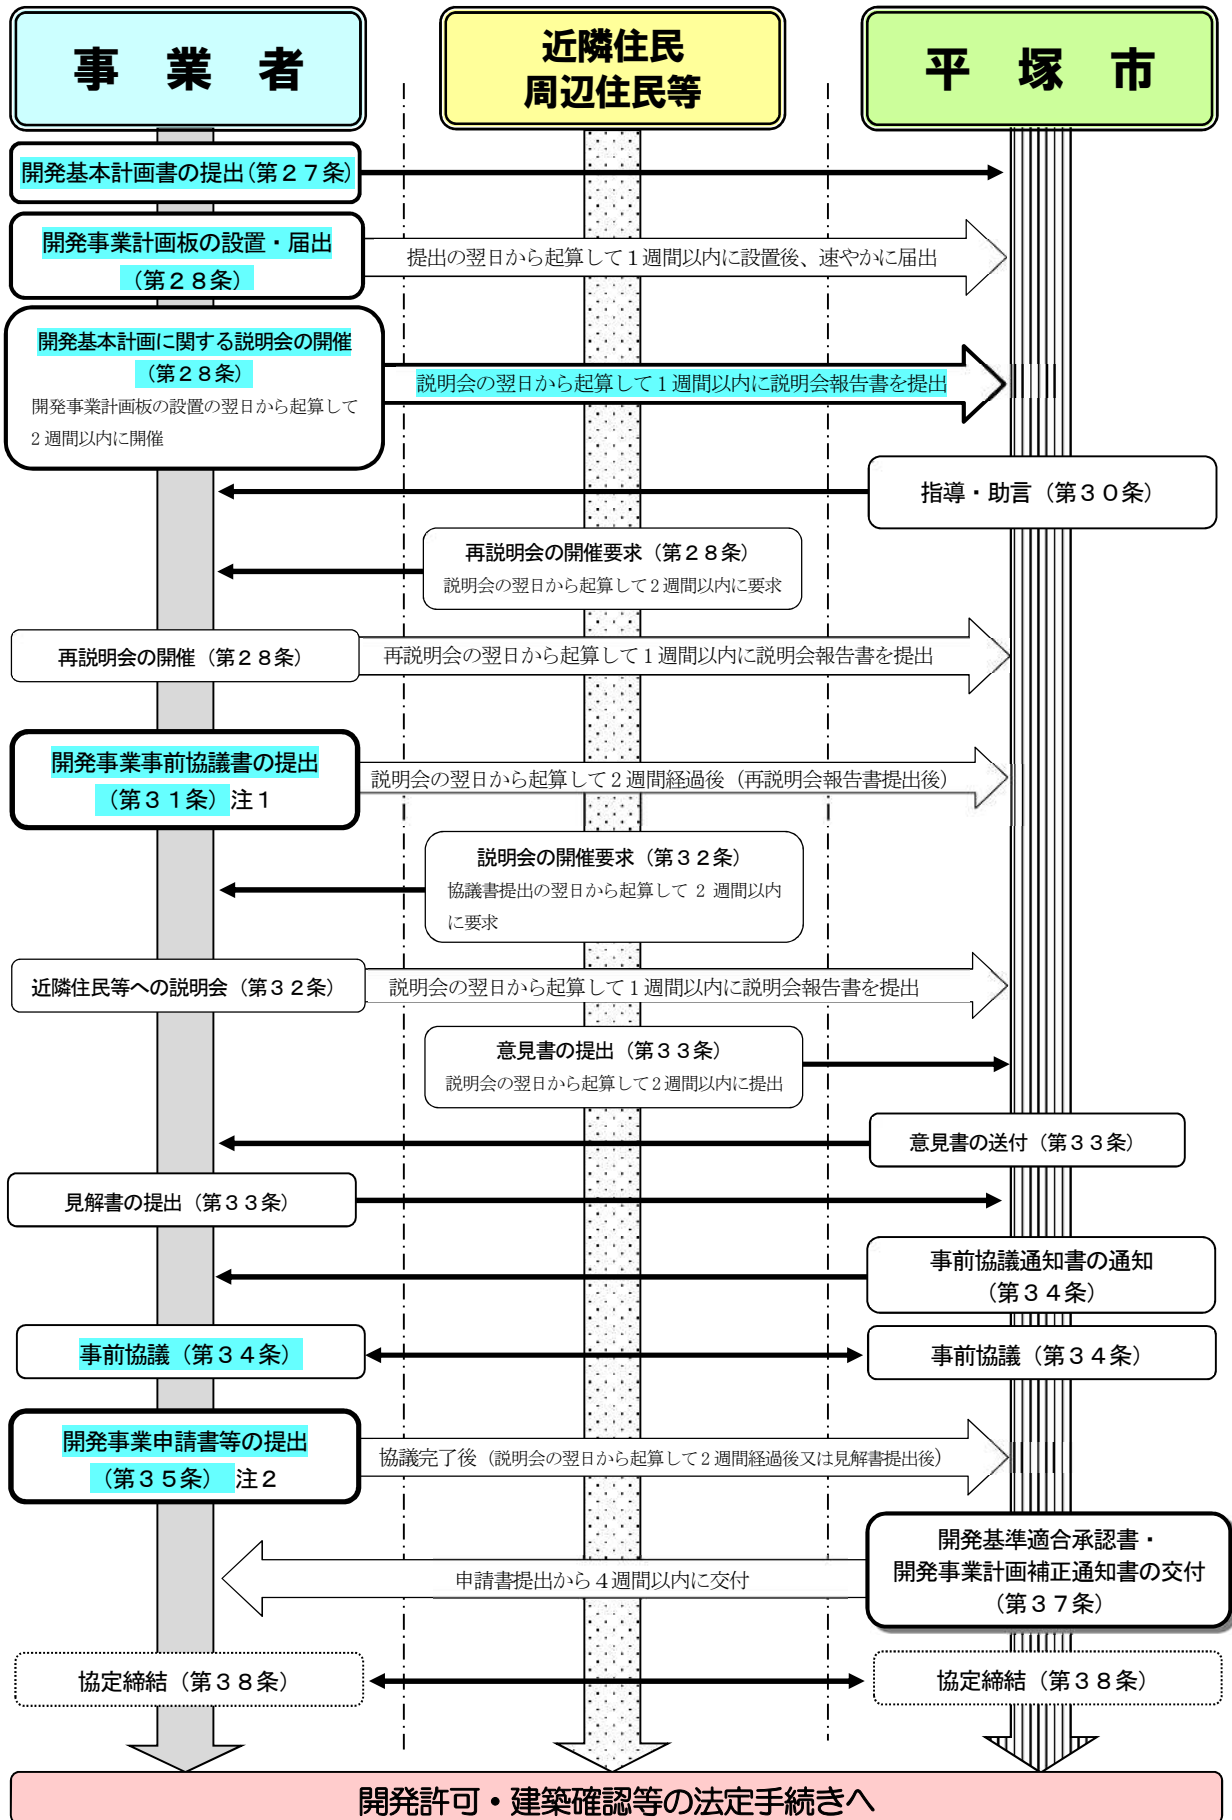 事　業　者
近隣住民
周辺住民等
平　塚　市
開発基本計画書の提出（第２７条）
開発事業計画板の設置・届出
（第２８条）
提出の翌日から起算して１週間以内に設置後、速やかに届出
開発基本計画に関する説明会の開催
（第２８条）
開発事業計画板の設置の翌日から起算して
２週間以内に開催
説明会の翌日から起算して１週間以内に説明会報告書を提出
指導・助言（第３０条）
再説明会の開催要求（第２８条）
説明会の翌日から起算して２週間以内に要求
再説明会の開催（第２８条）
再説明会の翌日から起算して１週間以内に説明会報告書を提出
開発事業事前協議書の提出
（第３１条）注１
説明会の翌日から起算して２週間経過後（再説明会報告書提出後）
説明会の開催要求（第３２条）
協議書提出の翌日から起算して ２ 週間以内
に要求
近隣住民等への説明会（第３２条）
説明会の翌日から起算して１週間以内に説明会報告書を提出
意見書の提出（第３３条）
説明会の翌日から起算して２週間以内に提出
意見書の送付（第３３条）
見解書の提出（第３３条）
事前協議通知書の通知
（第３４条）
事前協議（第３４条）
事前協議（第３４条）
開発事業申請書等の提出
（第３５条） 注２
協議完了後（説明会の翌日から起算して２週間経過後又は見解書提出後）
開発基準適合承認書・
開発事業計画補正通知書の交付
（第３７条）
申請書提出から４週間以内に交付
協定締結（第３８条）
協定締結（第３８条）
開発許可・建築確認等の法定手続きへ